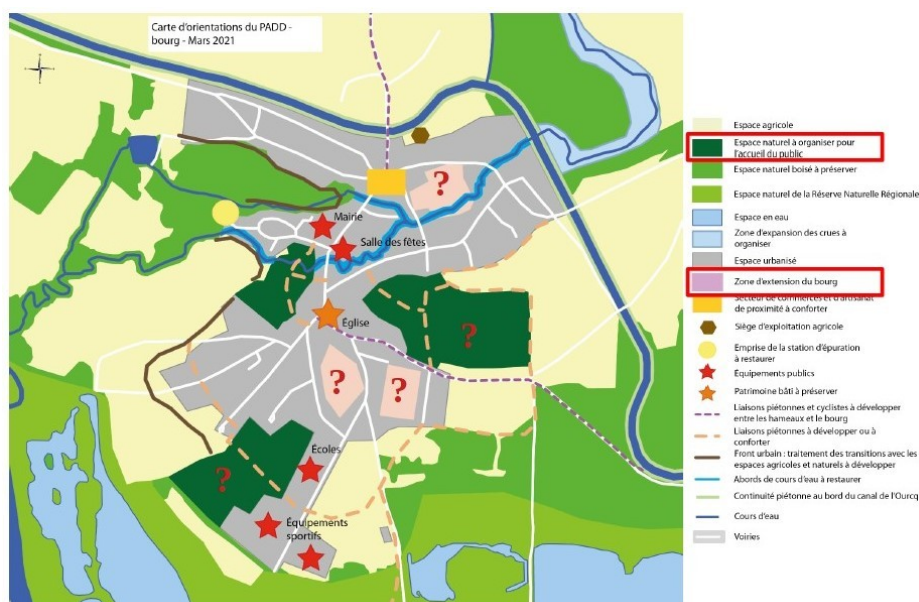 Carte d'orientations du PADD -
bourg - Mars 2021
?
Mairie
Salle des fêtes
Église
?
?
?
Écoles
?
Équipements
sportifs
Espace agricole
Espace naturel à organiser pour
l'accueil du public
Espace naturel boisé à préserver
Espace naturel de la Réserve Naturelle Régionale
Espace en eau
Zone d'expansion des crues à
organiser
Espace urbanisé
Zone d'extension du bourg
Secteur de commerces et d'artisanat
de proximité à conforter
Siège d'exploitation agricole
Emprise de la station d'épuration
à restaurer
Équipements publics
Patrimoine bâti à préserver
Liaisons piétonnes et cyclistes à développer
entre les hameaux et le bourg
Liaisons piétonnes à développer ou à
conforter
Front urbain : traitement des transitions avec les
espaces agricoles et naturels à développer
Abords de cours d'eau à restaurer
Continuité piétonne au bord du canal de l'Ourcq
Cours d'eau
Voiries